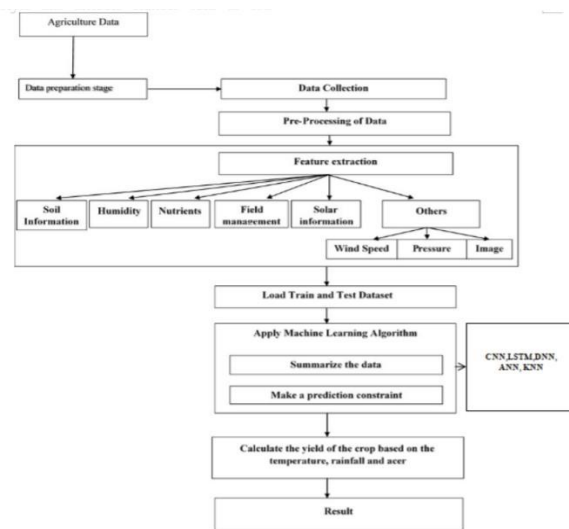 Agriculture Data
Data preparation stage
Data Collection
Pre-Processing of Data
Feature extraction
Soil
Information
Humidity
Nutrients
Field
management
Solar
information
Others
Wind Speed
Pressure
Image
Load Train and Test Dataset
Apply Machine Learning Algorithm
Summarize the data
Make a prediction constraint
CNN,LSTM,DNN,
ANN, KNN
Calculate the yield of the crop based on the
temperature, rainfall and acer
Result